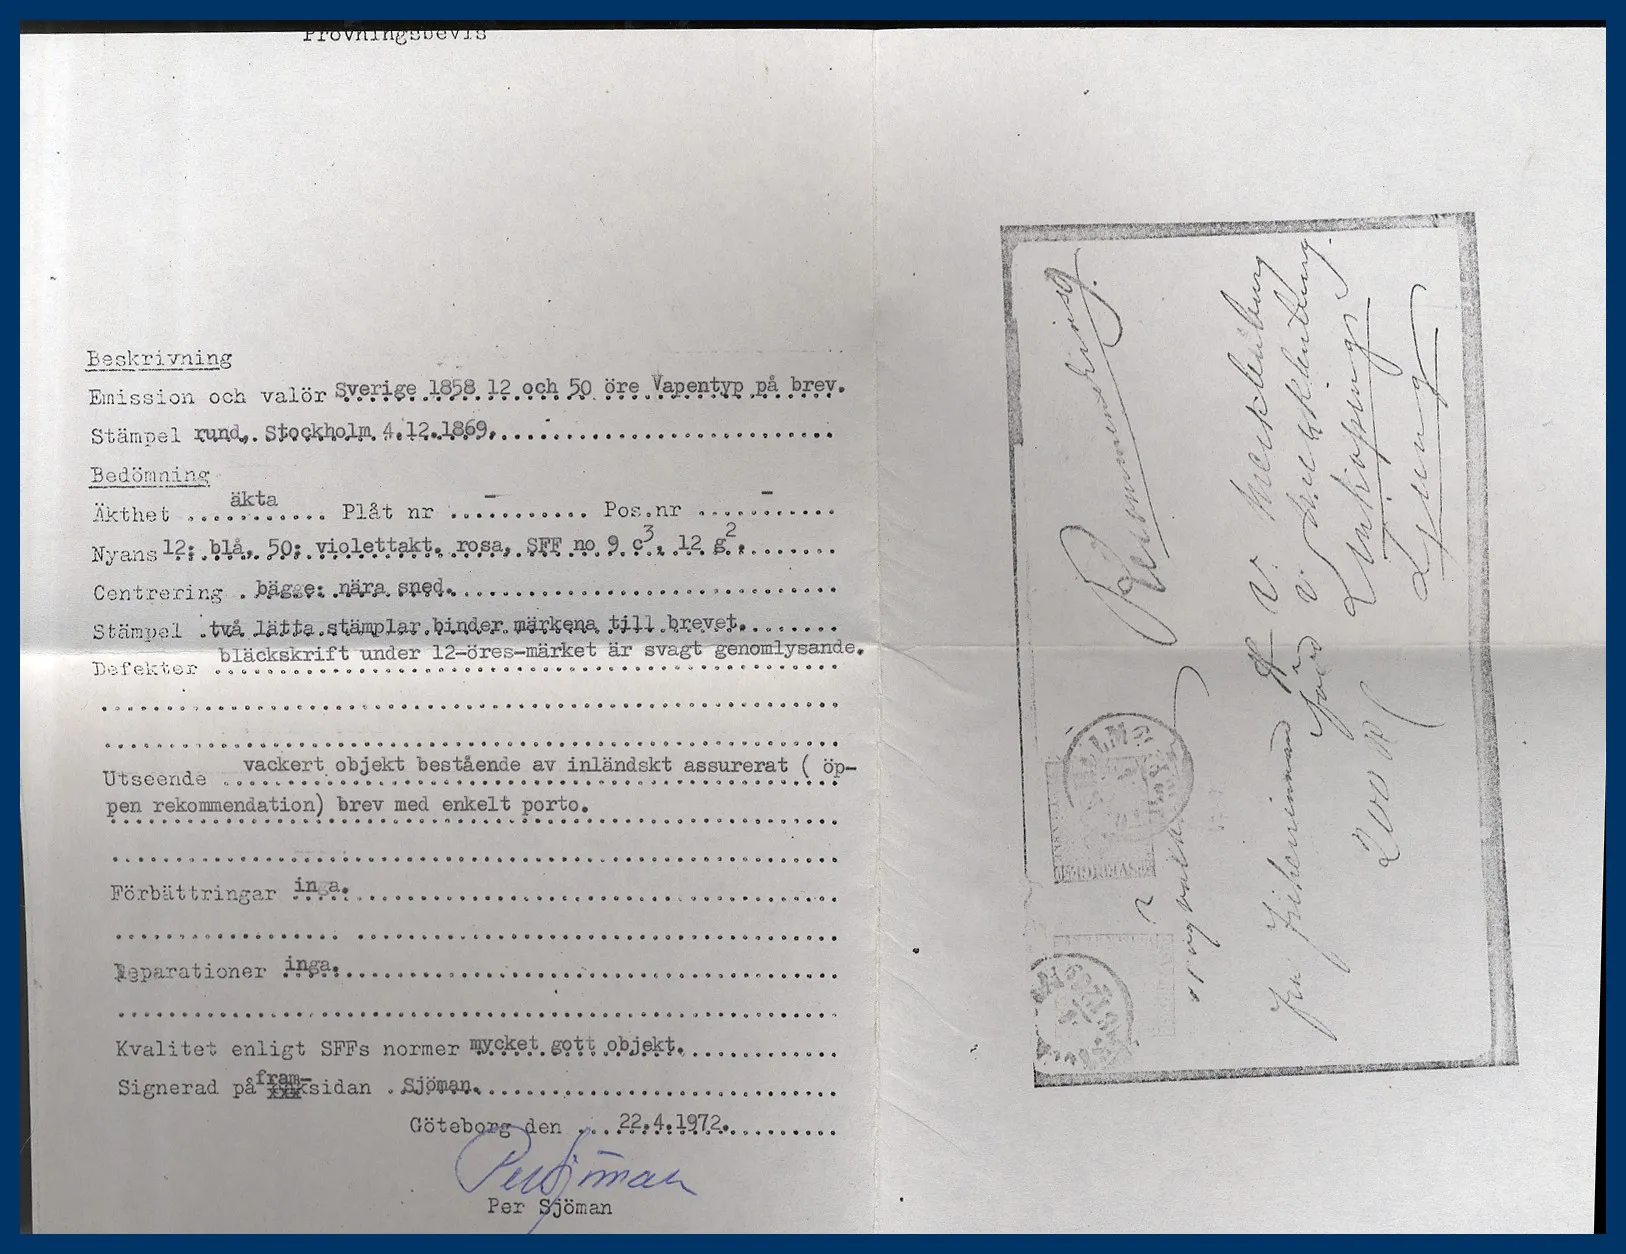 Prövningsbevis
Beskrivning
Emission och valör Sverige 1858 12 och 50 öre Vapentyp på brev.
Stämpel rund, Stockholm 4.12.1869.
Bedömning
Äkthet äkta Plåt nr – Pos.nr –
Nyans 12: blå, 50: violettakt. rosa, SFF no 9 c3, 12 g2.
Centrering bägge: nära sned.
Stämpel två lätta stämplar binder märkena till brevet.
Defekter bläckskrift under 12-öres-märket är svagt genomlysande.
Utseende vackert objekt bestående av inländskt assurerat ( öp-
pen rekommendation) brev med enkelt porto.
Förbättringar inga.
Reparationer inga.
Kvalitet enligt SFFs normer mycket gott objekt.
Signerad på fram-sidan Sjöman.
Göteborg den 22.4.1972.
Per Sjöman
Per Sjöman
Rekommenderas
Linköping